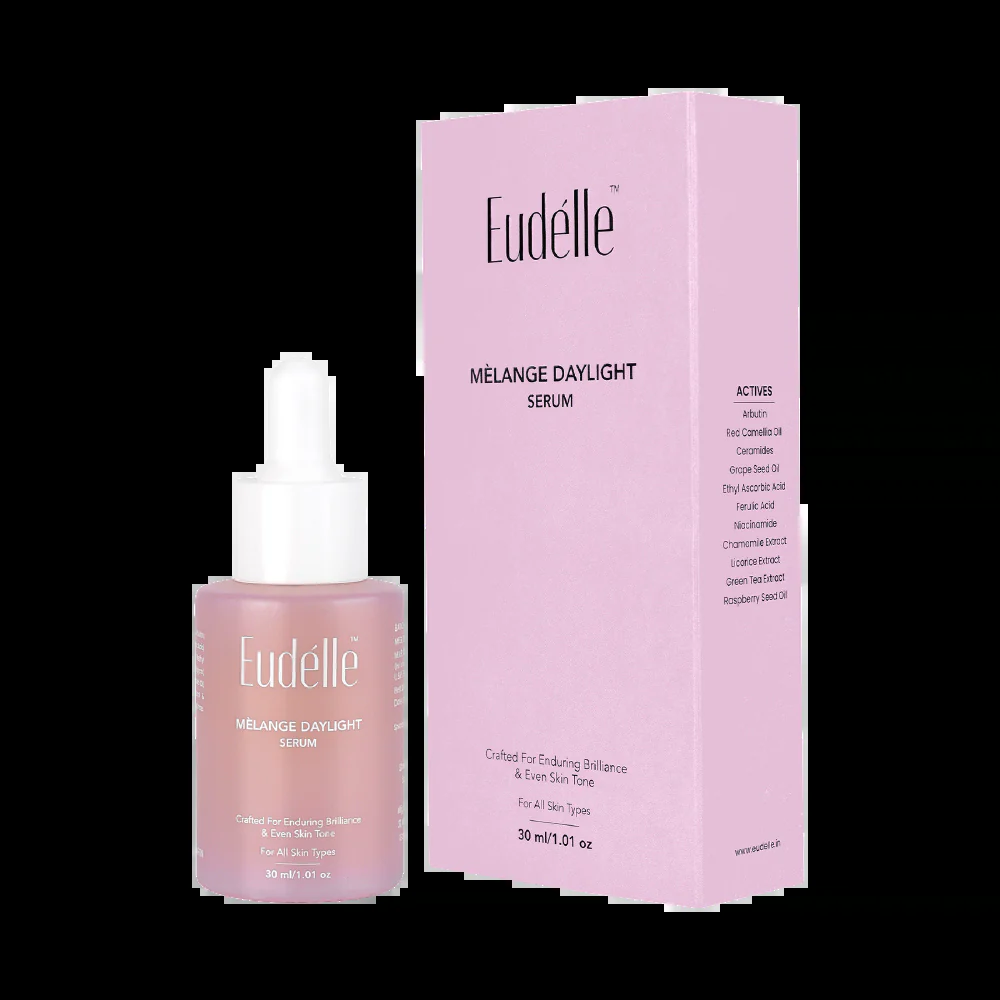 Eudélle™
MÈLANGE DAYLIGHT
SERUM
Crafted For Enduring Brilliance
& Even Skin Tone
For All Skin Types
30 ml/1.01 oz
ACTIVES
Arbutin
Red Camellia Oil
Ceramides
Grape Seed Oil
Ethyl Ascorbic Acid
Ferulic Acid
Niacinamide
Chamomile Extract
Licorice Extract
Green Tea Extract
Raspberry Seed Oil
www.eudelle.in
Eudélle™
MÈLANGE DAYLIGHT
SERUM
Crafted For Enduring Brilliance
& Even Skin Tone
For All Skin Types
30 ml/1.01 oz